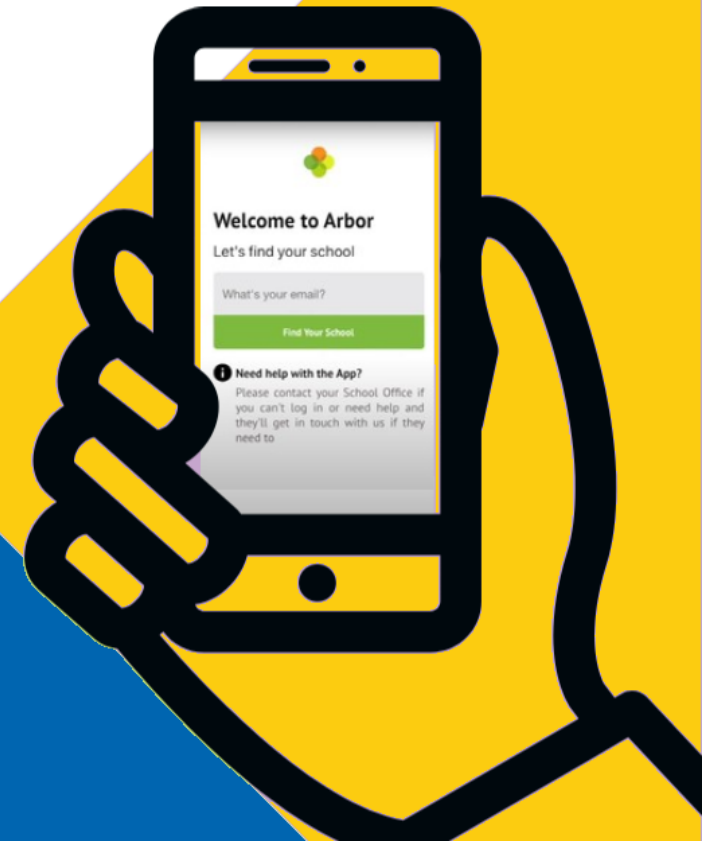 Welcome to Arbor
Let's find your school
What's your email?
Find Your School
Need help with the App?
Please contact your School Office if
you can't log in or need help and
they'll get in touch with us if they
need to